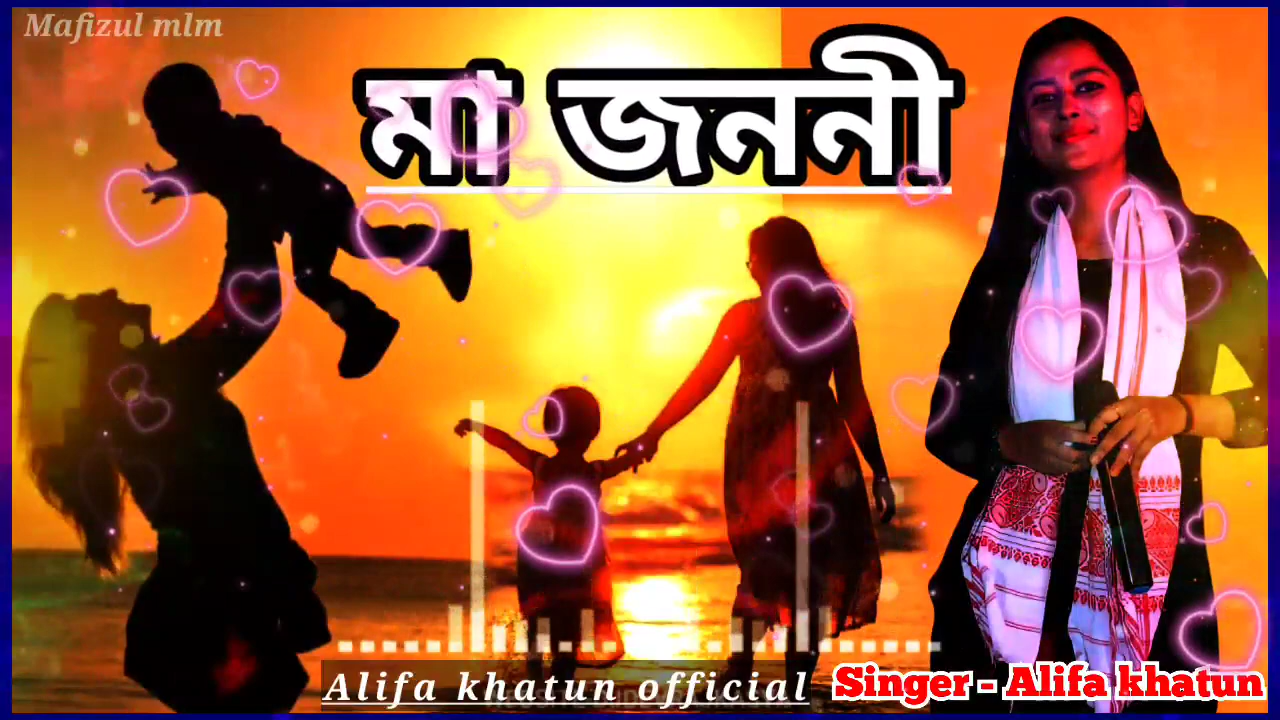 Mafizul mlm
মা জননী
Alifa khatun official
Singer - Alifa khatun